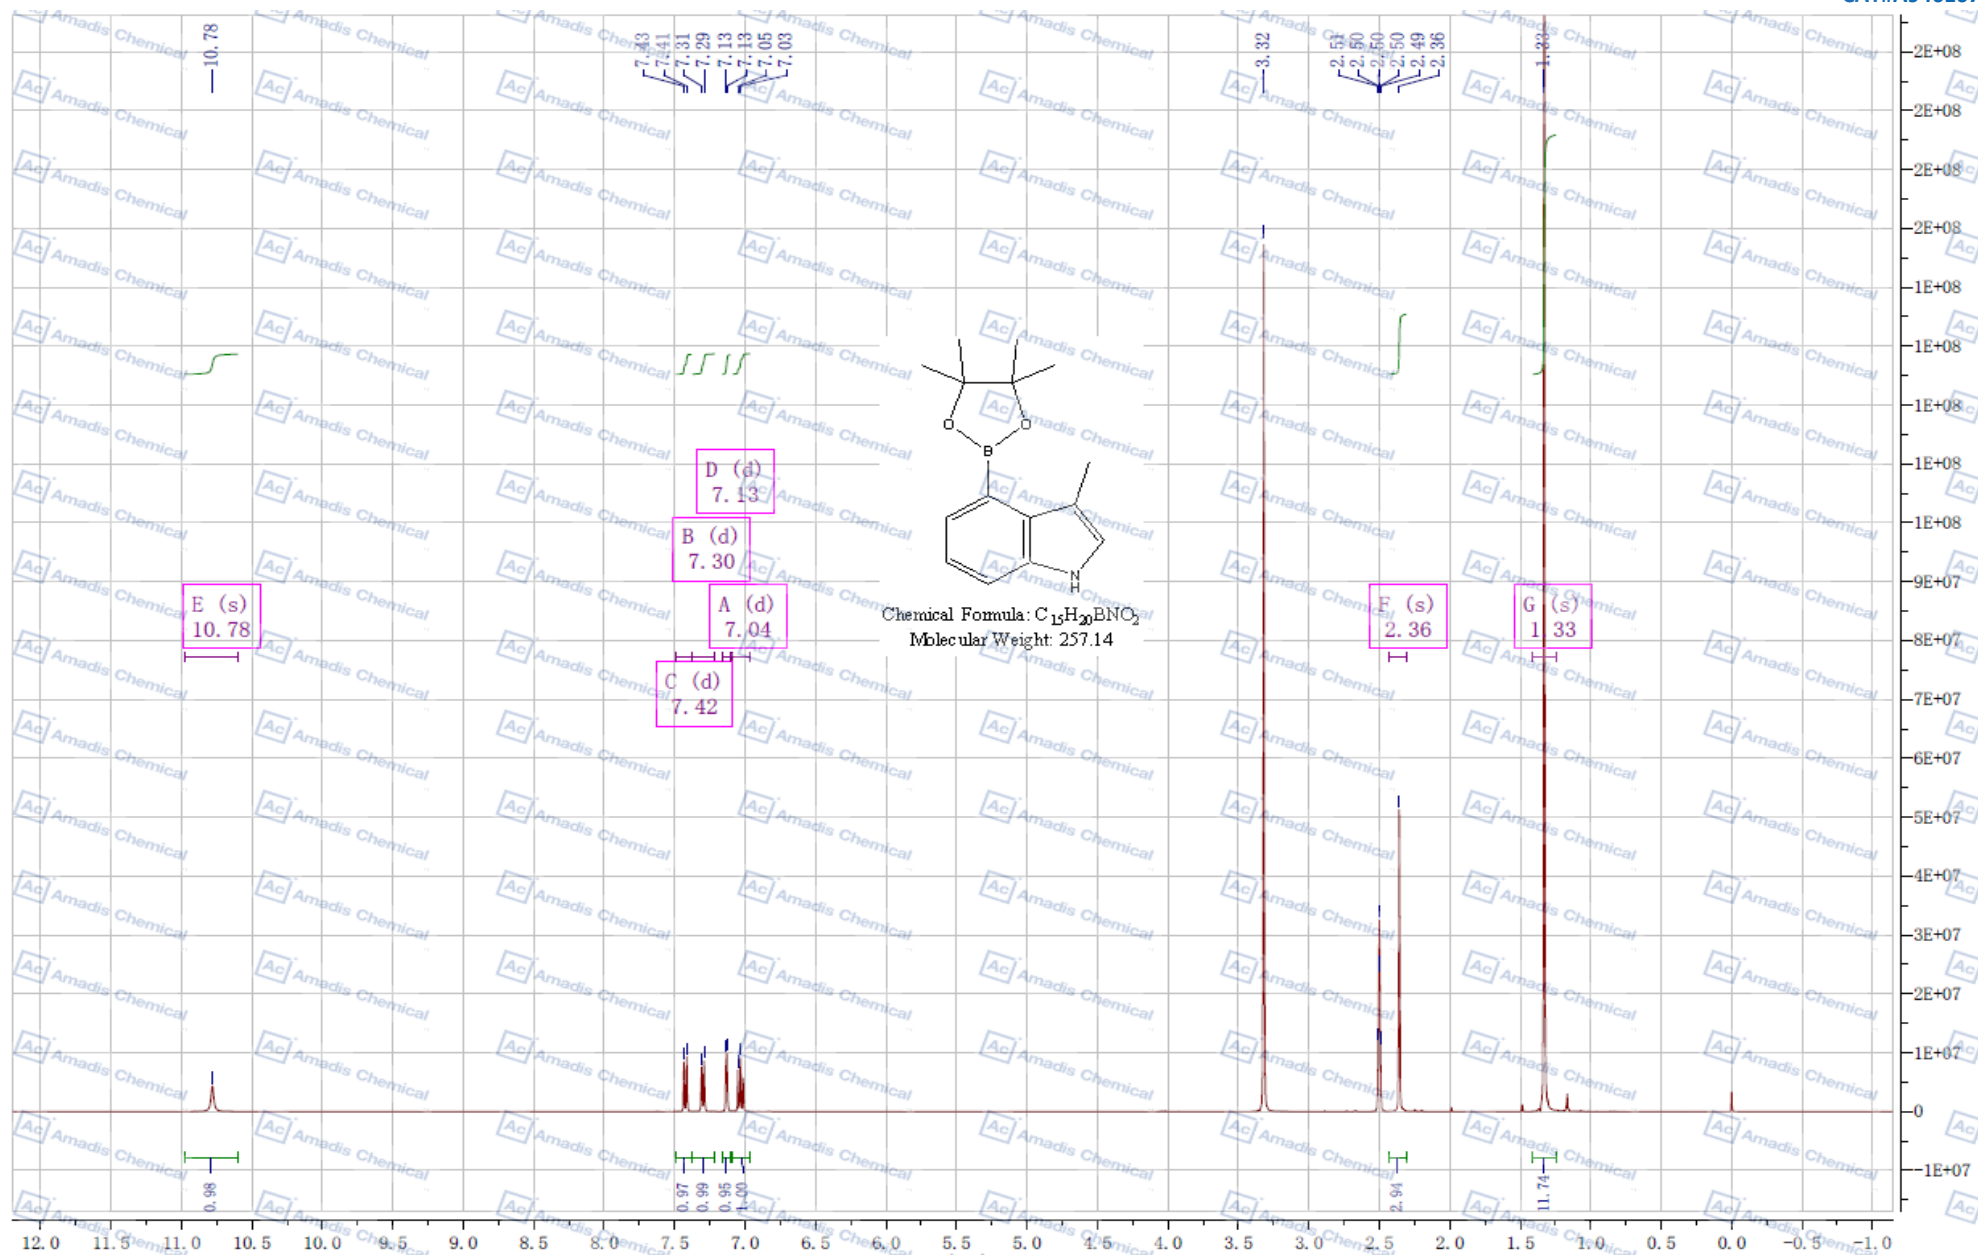 10.78
7.43
7.41
7.31
7.29
7.13
7.13
7.05
7.03
3.32
2.51
2.50
2.50
2.50
2.49
2.36
1.33
2E+08
2E+08
2E+08
2E+08
1E+08
1E+08
1E+08
1E+08
1E+08
9E+07
8E+07
7E+07
6E+07
5E+07
4E+07
3E+07
2E+07
1E+07
0
-1E+07
O
O
B
N
H
Chemical Formula: C15H20BNO2
Molecular Weight: 257.14
D (d)
7.13
B (d)
7.30
E (s)
10.78
A (d)
7.04
C (d)
7.42
F (s)
2.36
G (s)
1.33
0.98
0.97
0.99
0.95
1.00
2.94
11.74
12.0 11.5 11.0 10.5 10.0 9.5 9.0 8.5 8.0 7.5 7.0 6.5 6.0 5.5 5.0 4.5 4.0 3.5 3.0 2.5 2.0 1.5 1.0 0.5 0.0 -0.5 -1.0
Ac Amadis Chemical